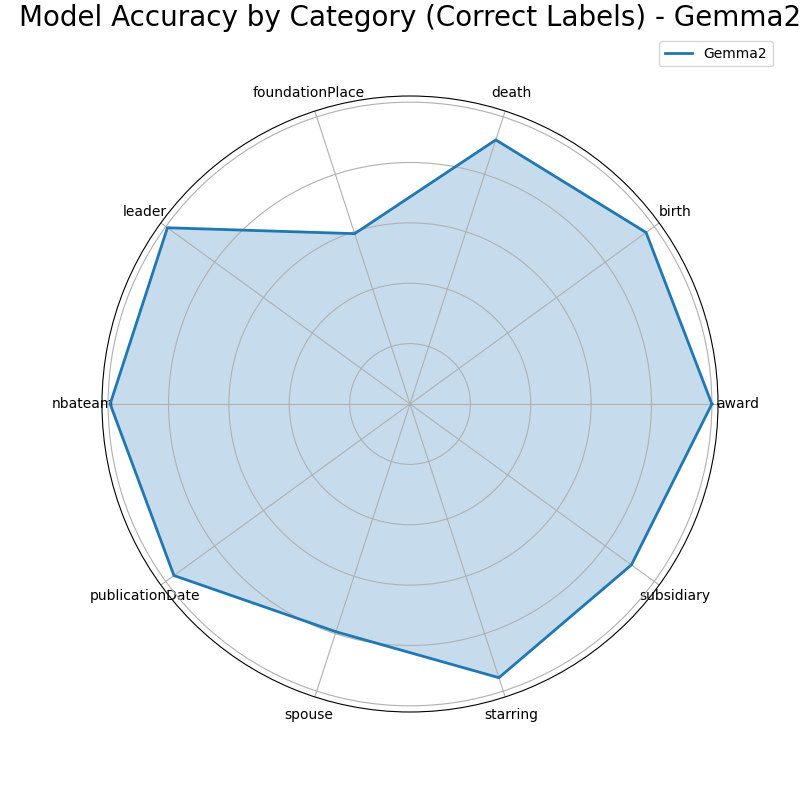 Model Accuracy by Category (Correct Labels) - Gemma2
Gemma2
foundationPlace
death
leader
birth
nbateam
award
publicationDate
subsidiary
spouse
starring